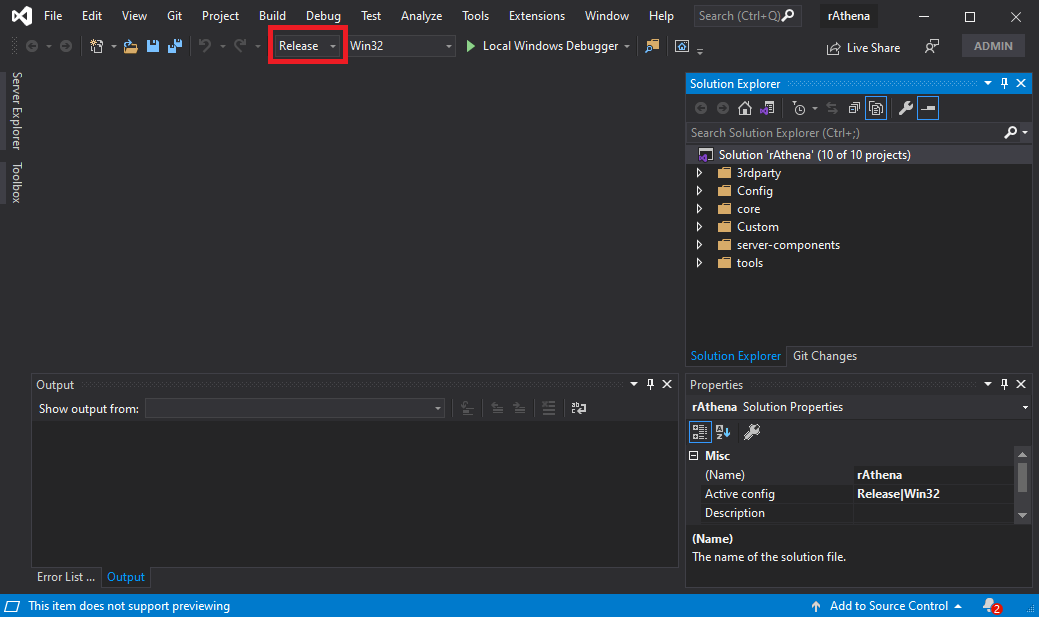 File Edit View Git Project Build Debug Test Analyze Tools Extensions Window Help Search (Ctrl+Q) rAthena
Release Win32 Local Windows Debugger Live Share ADMIN
Server Explorer
Toolbox
Solution Explorer
Search Solution Explorer (Ctrl+;)
Solution 'rAthena' (10 of 10 projects)
3rdparty
Config
core
Custom
server-components
tools
Solution Explorer Git Changes
Output
Show output from:
Error List ... Output
Properties
rAthena Solution Properties
Misc
(Name) rAthena
Active config Release|Win32
Description
(Name)
The name of the solution file.
This item does not support previewing Add to Source Control 2